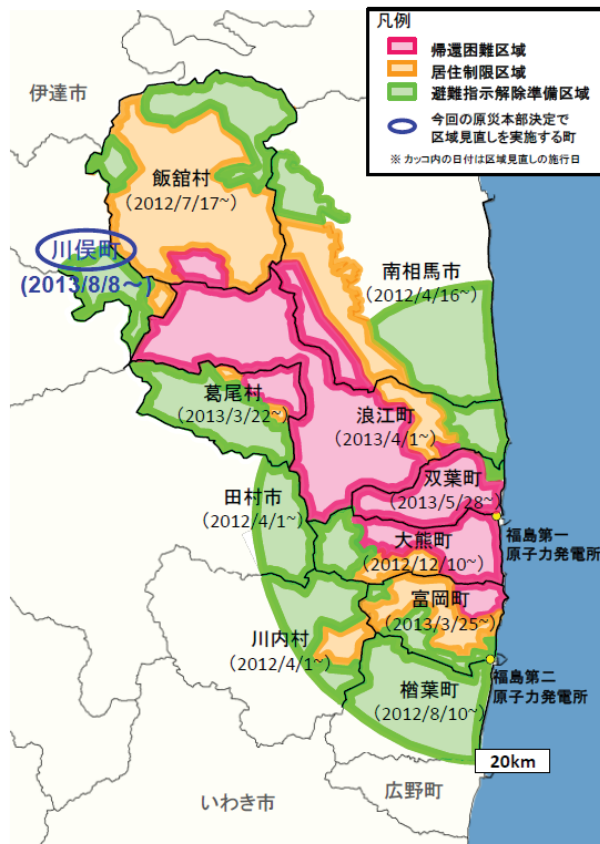 凡例
帰還困難区域
居住制限区域
避難指示解除準備区域
今回の原災本部決定で
区域見直しを実施する町
※ カッコ内の日付は区域見直しの施行日
伊達市
飯舘村
(2012/7/17~)
川俣町
(2013/8/8～)
南相馬市
(2012/4/16~)
葛尾村
(2013/3/22~)
浪江町
(2013/4/1~)
双葉町
(2013/5/28~)
田村市
(2012/4/1~)
福島第一
原子力発電所
大熊町
(2012/12/10~)
富岡町
(2013/3/25~)
川内村
(2012/4/1~)
福島第二
原子力発電所
楢葉町
(2012/8/10~)
20km
広野町
いわき市